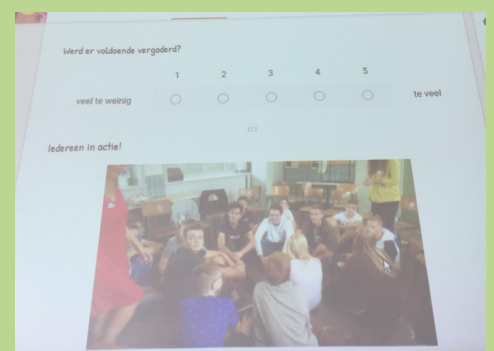 Werd er voldoende vergaderd?
1 2 3 4 5
veel te weinig te veel
Iedereen in actie!